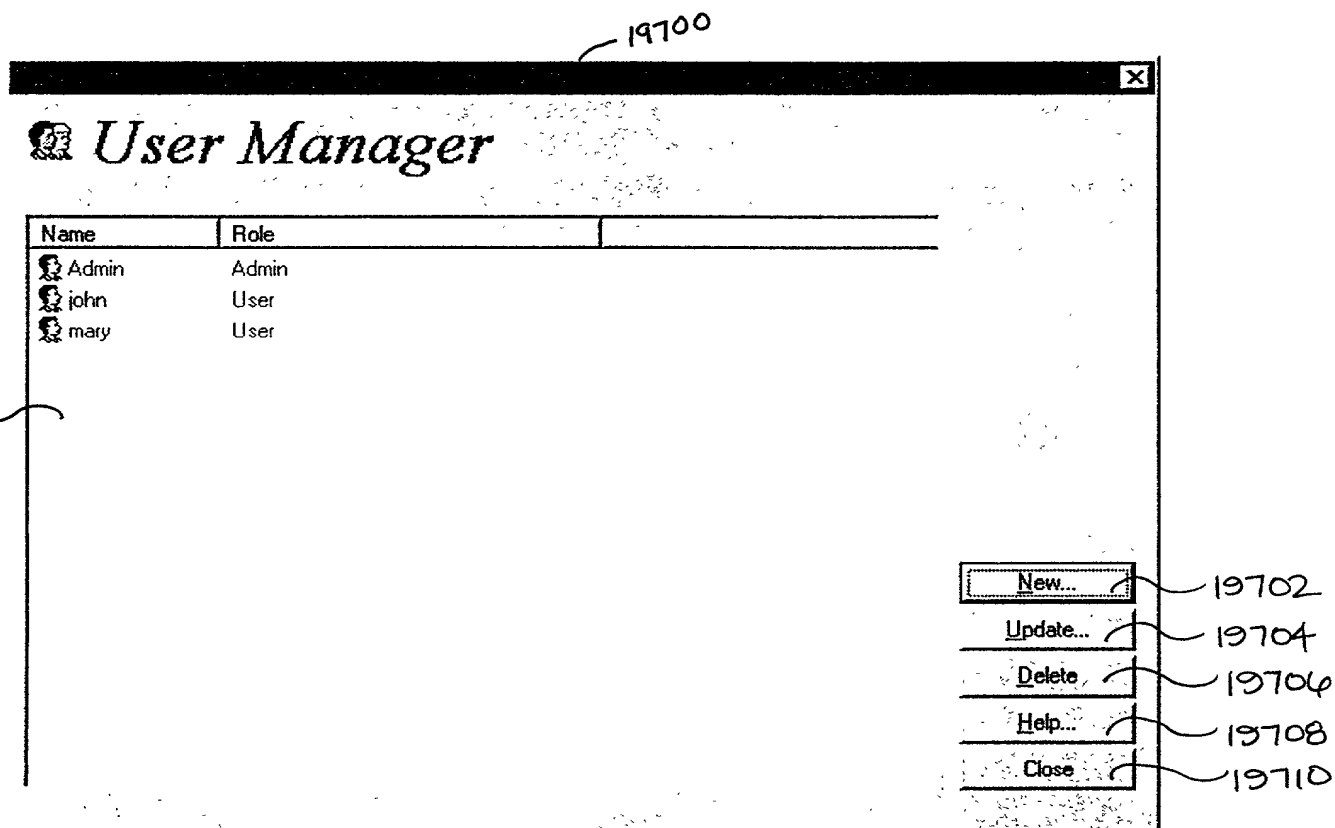 19700
User Manager
Name Role
Admin Admin
john User
mary User
New... 19702
Update... 19704
Delete 19706
Help... 19708
Close 19710